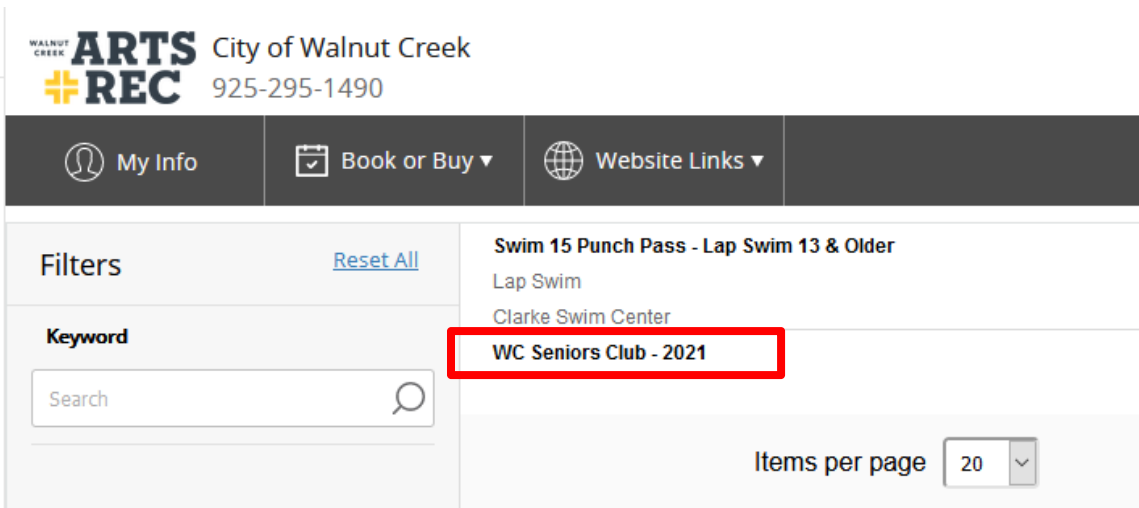 WALNUT CREEK ARTS + REC
City of Walnut Creek
925-295-1490
My Info
Book or Buy ▾
Website Links ▾
Filters
Reset All
Keyword
Search
Swim 15 Punch Pass - Lap Swim 13 & Older
Lap Swim
Clarke Swim Center
WC Seniors Club - 2021
Items per page 20